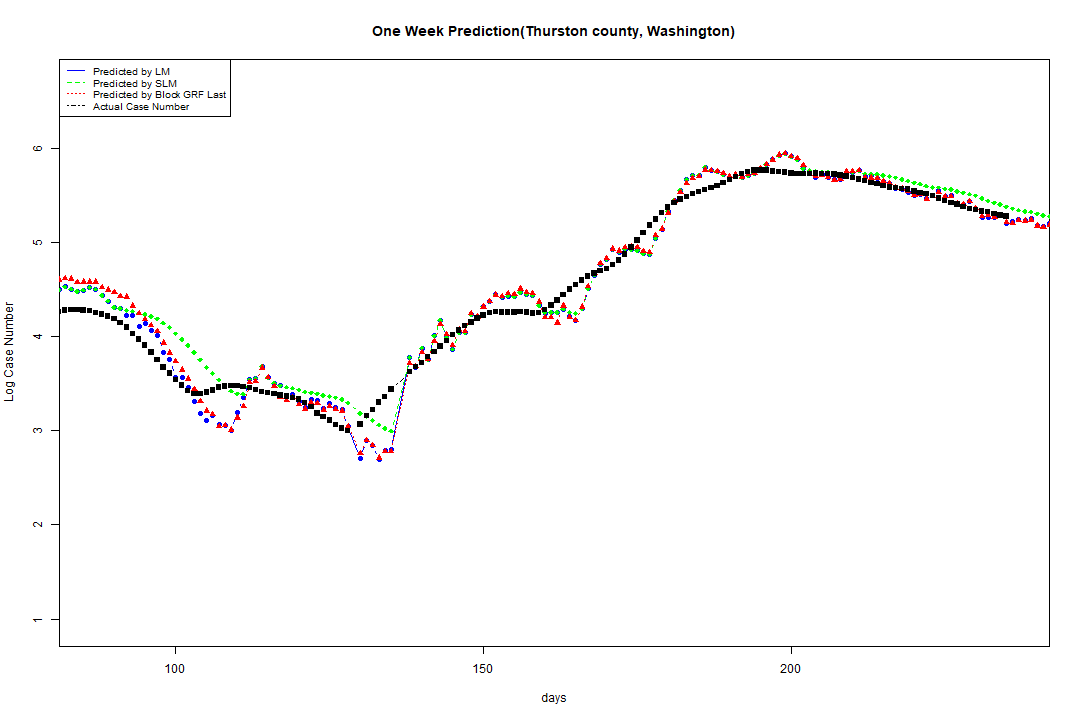 One Week Prediction(Thurston county, Washington)
Predicted by LM
Predicted by SLM
Predicted by Block GRF Last
Actual Case Number
6
5
4
3
2
1
Log Case Number
100
150
200
days